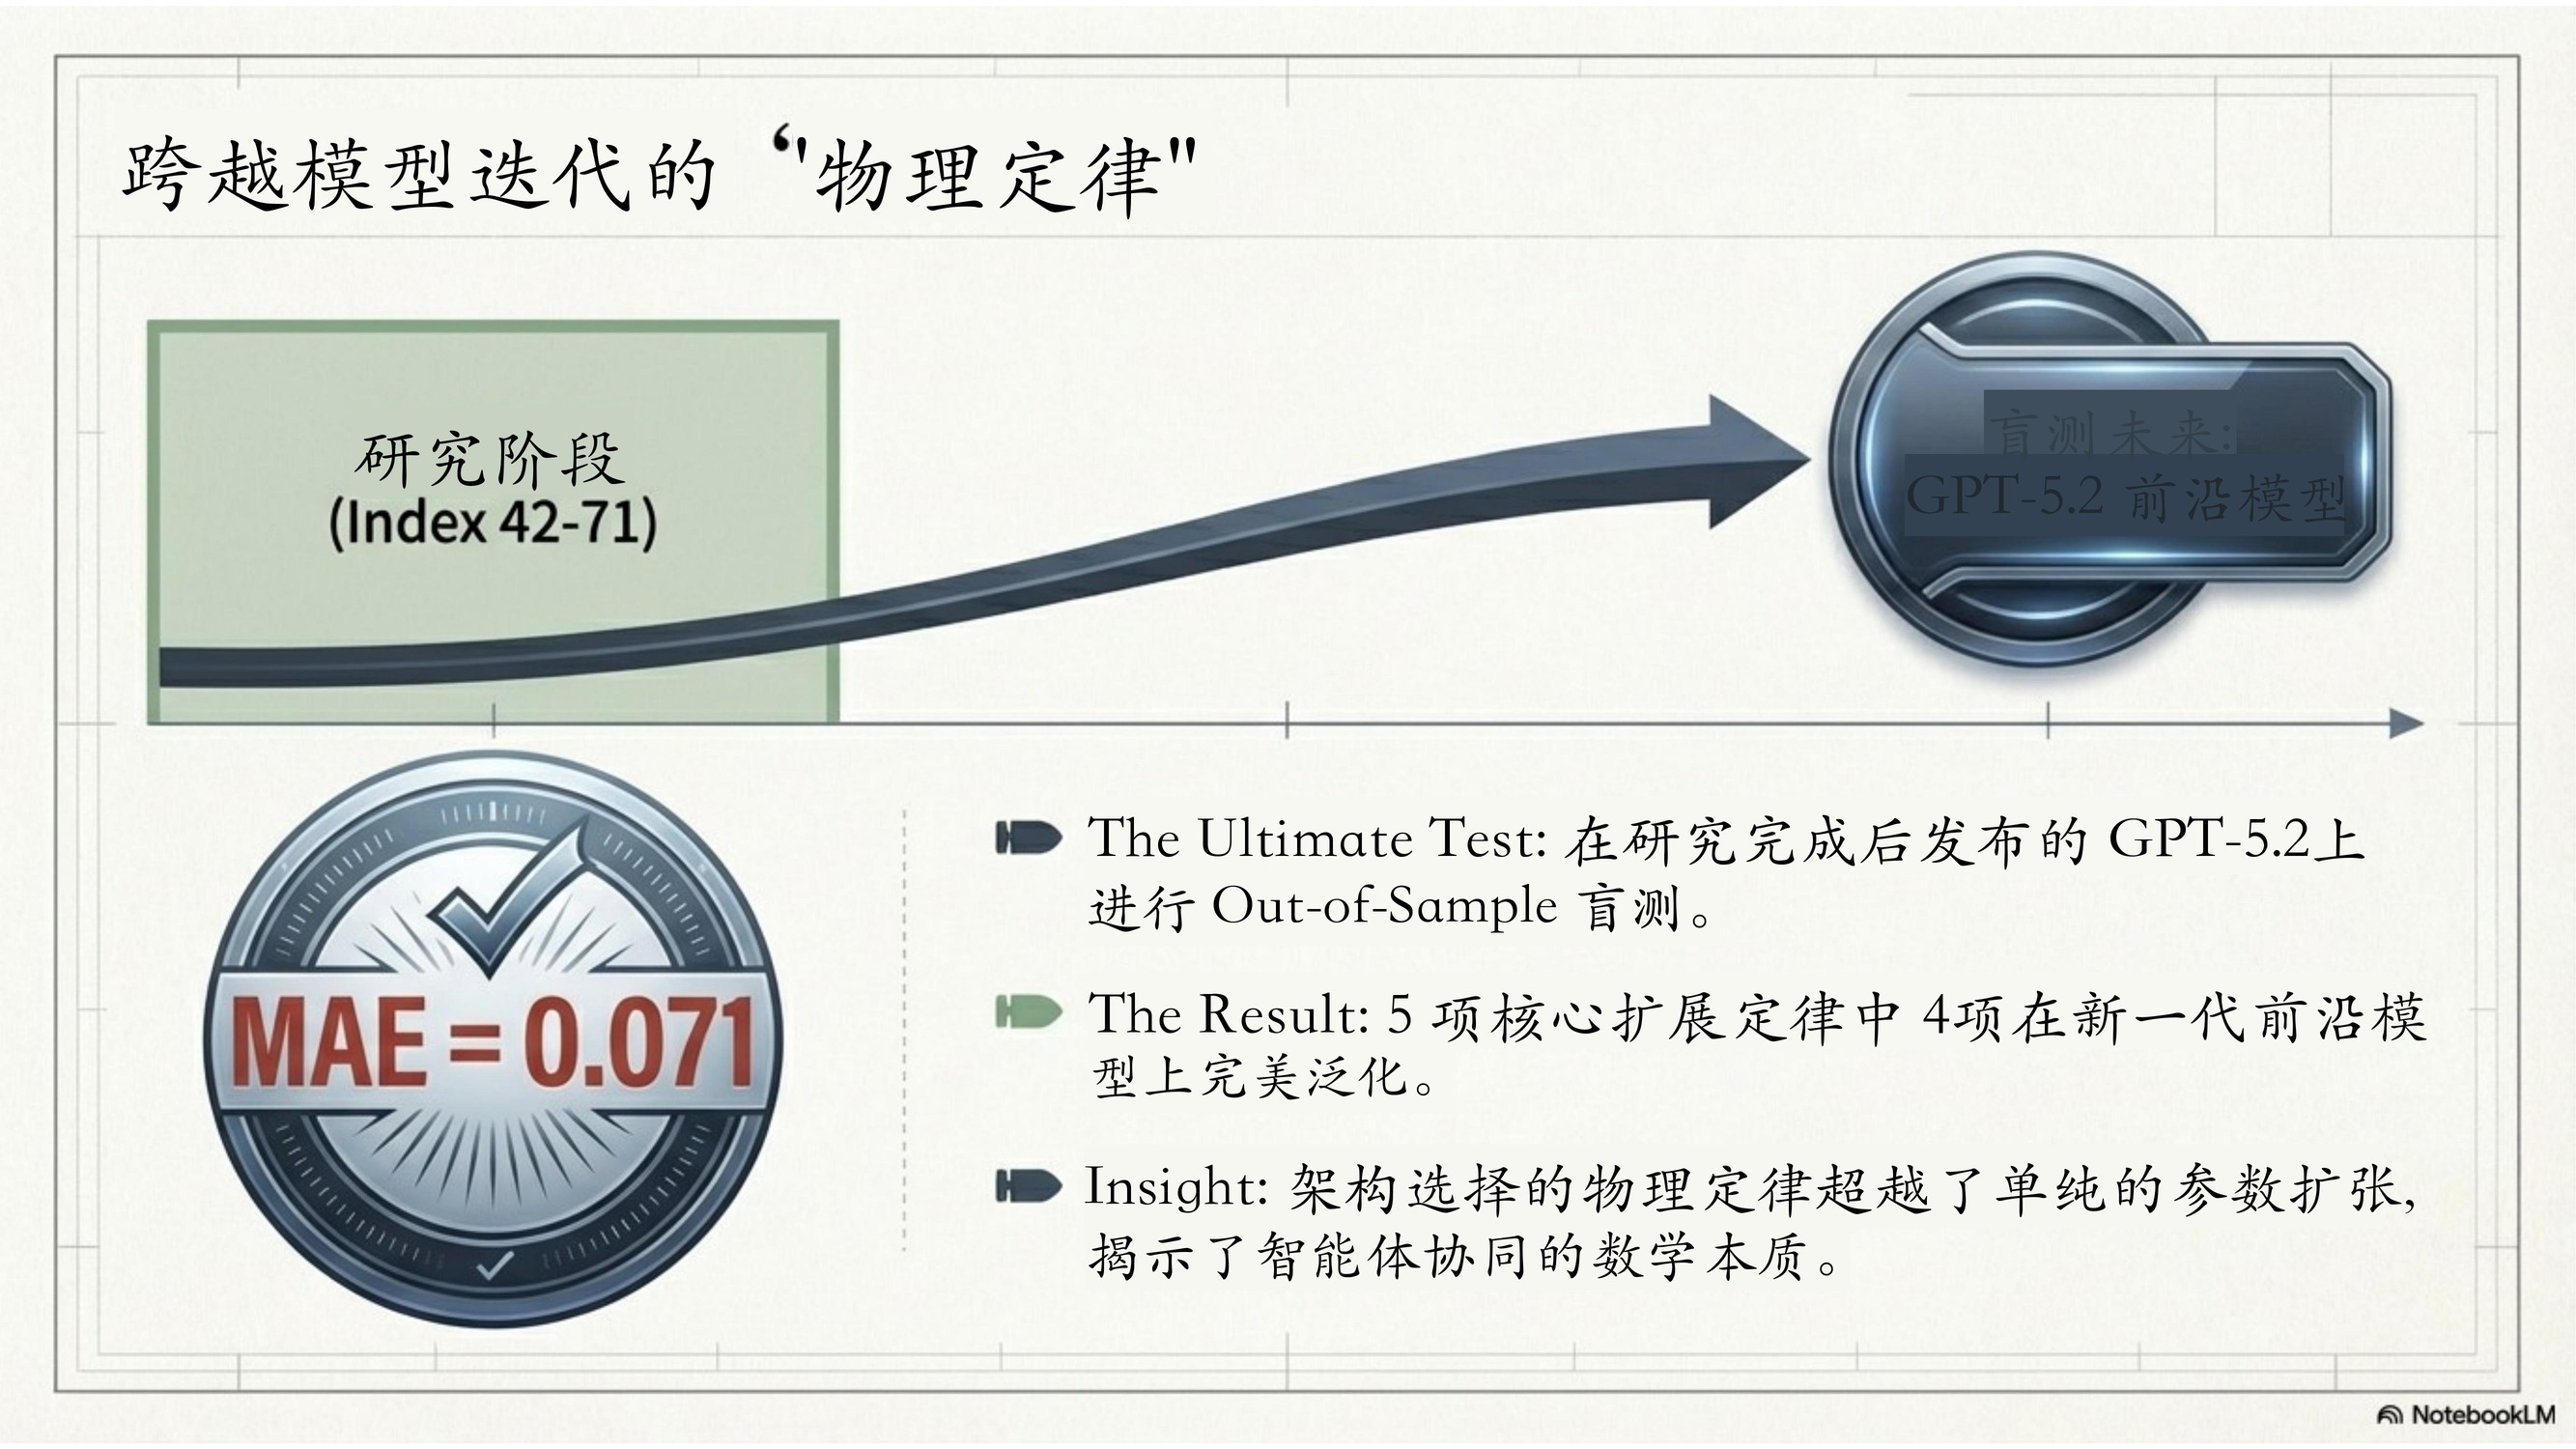 跨越模型迭代的 ‘'物理定律"
研究阶段
(Index 42-71)
盲测未来:
GPT-5.2 前沿模型
MAE = 0.071
The Ultimate Test: 在研究完成后发布的 GPT-5.2上
进行 Out-of-Sample 盲测。
The Result: 5 项核心扩展定律中 4项在新一代前沿模
型上完美泛化。
Insight: 架构选择的物理定律超越了单纯的参数扩张,
揭示了智能体协同的数学本质。
NotebookLM